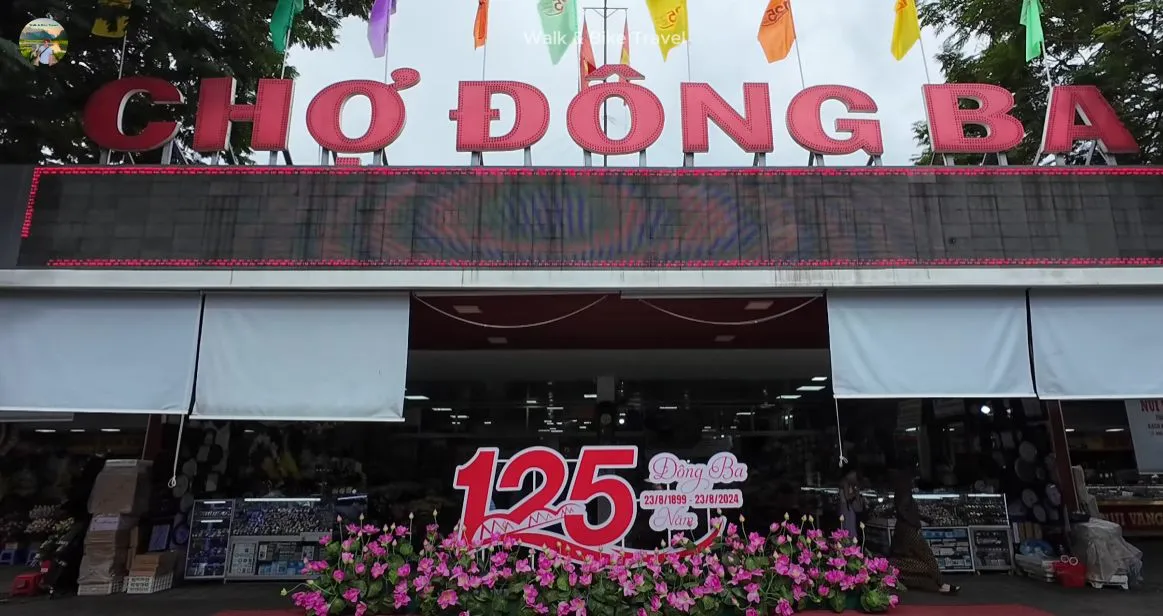 Walk & Bike Travel
CHỢ ĐÔNG BA
125
Đông Ba
23/8/1899 - 23/8/2024
Năm